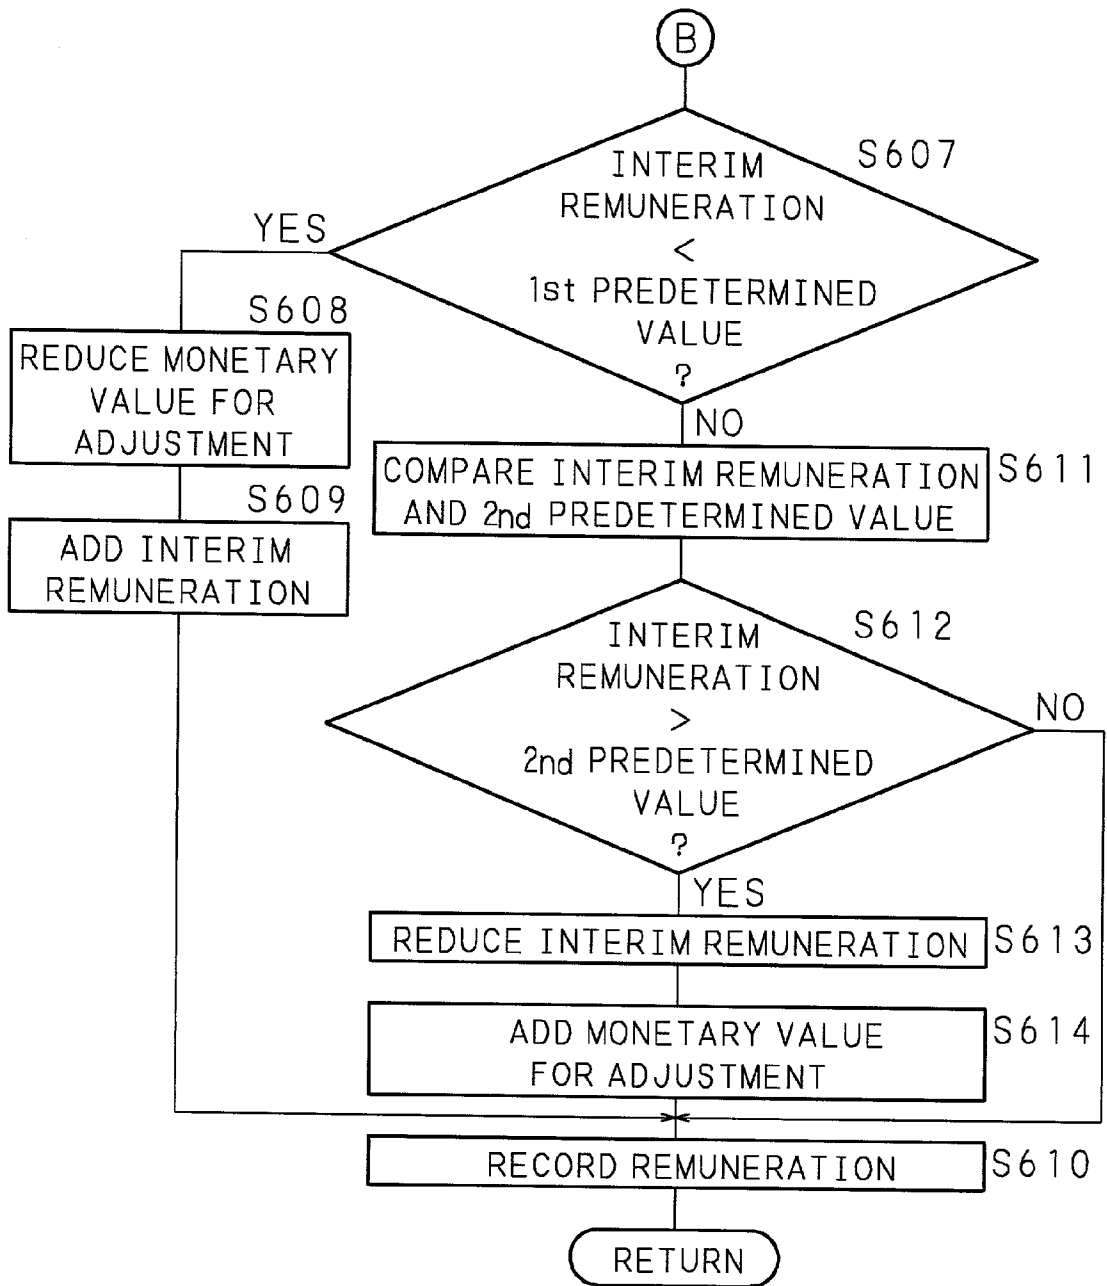 B
INTERIM
REMUNERATION
<
1st PREDETERMINED
VALUE
?
S607
YES
NO
S608
REDUCE MONETARY
VALUE FOR
ADJUSTMENT
S609
ADD INTERIM
REMUNERATION
COMPARE INTERIM REMUNERATION
AND 2nd PREDETERMINED VALUE
S611
INTERIM
REMUNERATION
>
2nd PREDETERMINED
VALUE
?
S612
NO
YES
REDUCE INTERIM REMUNERATION
S613
ADD MONETARY VALUE
FOR ADJUSTMENT
S614
RECORD REMUNERATION
S610
RETURN